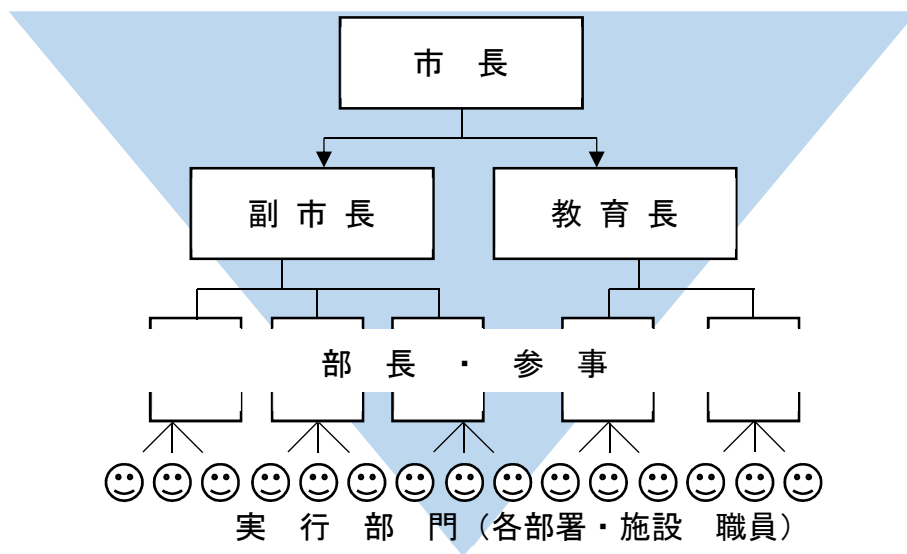 市　長
副 市 長
教 育 長
部　長　・　参　事
実　行　部　門（各部署・施設　職員）